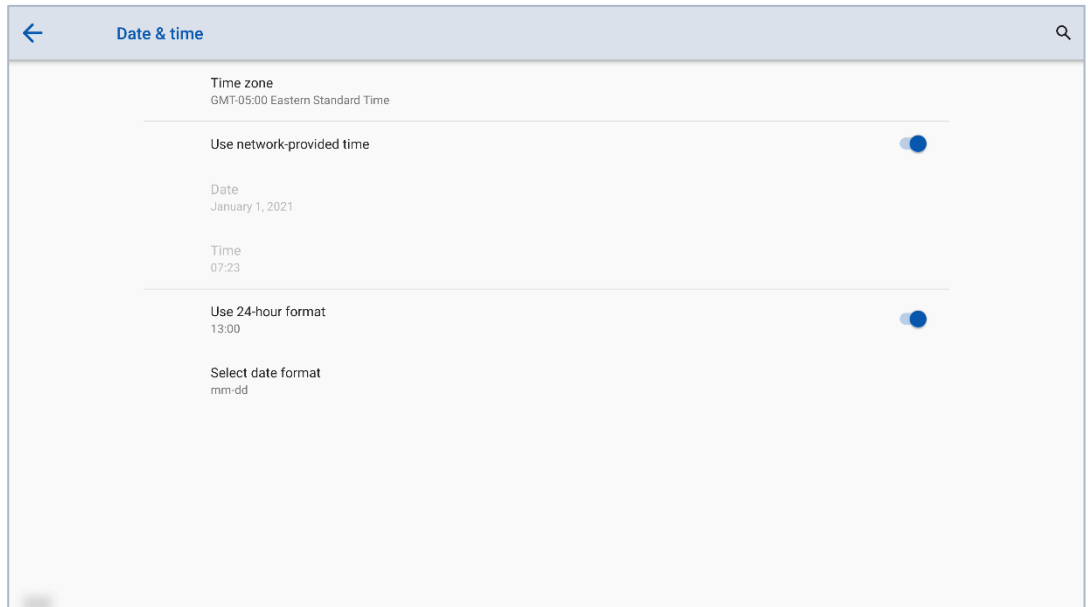 Date & time
Time zone
GMT-05:00 Eastern Standard Time
Use network-provided time
Date
January 1, 2021
Time
07:23
Use 24-hour format
13:00
Select date format
mm-dd